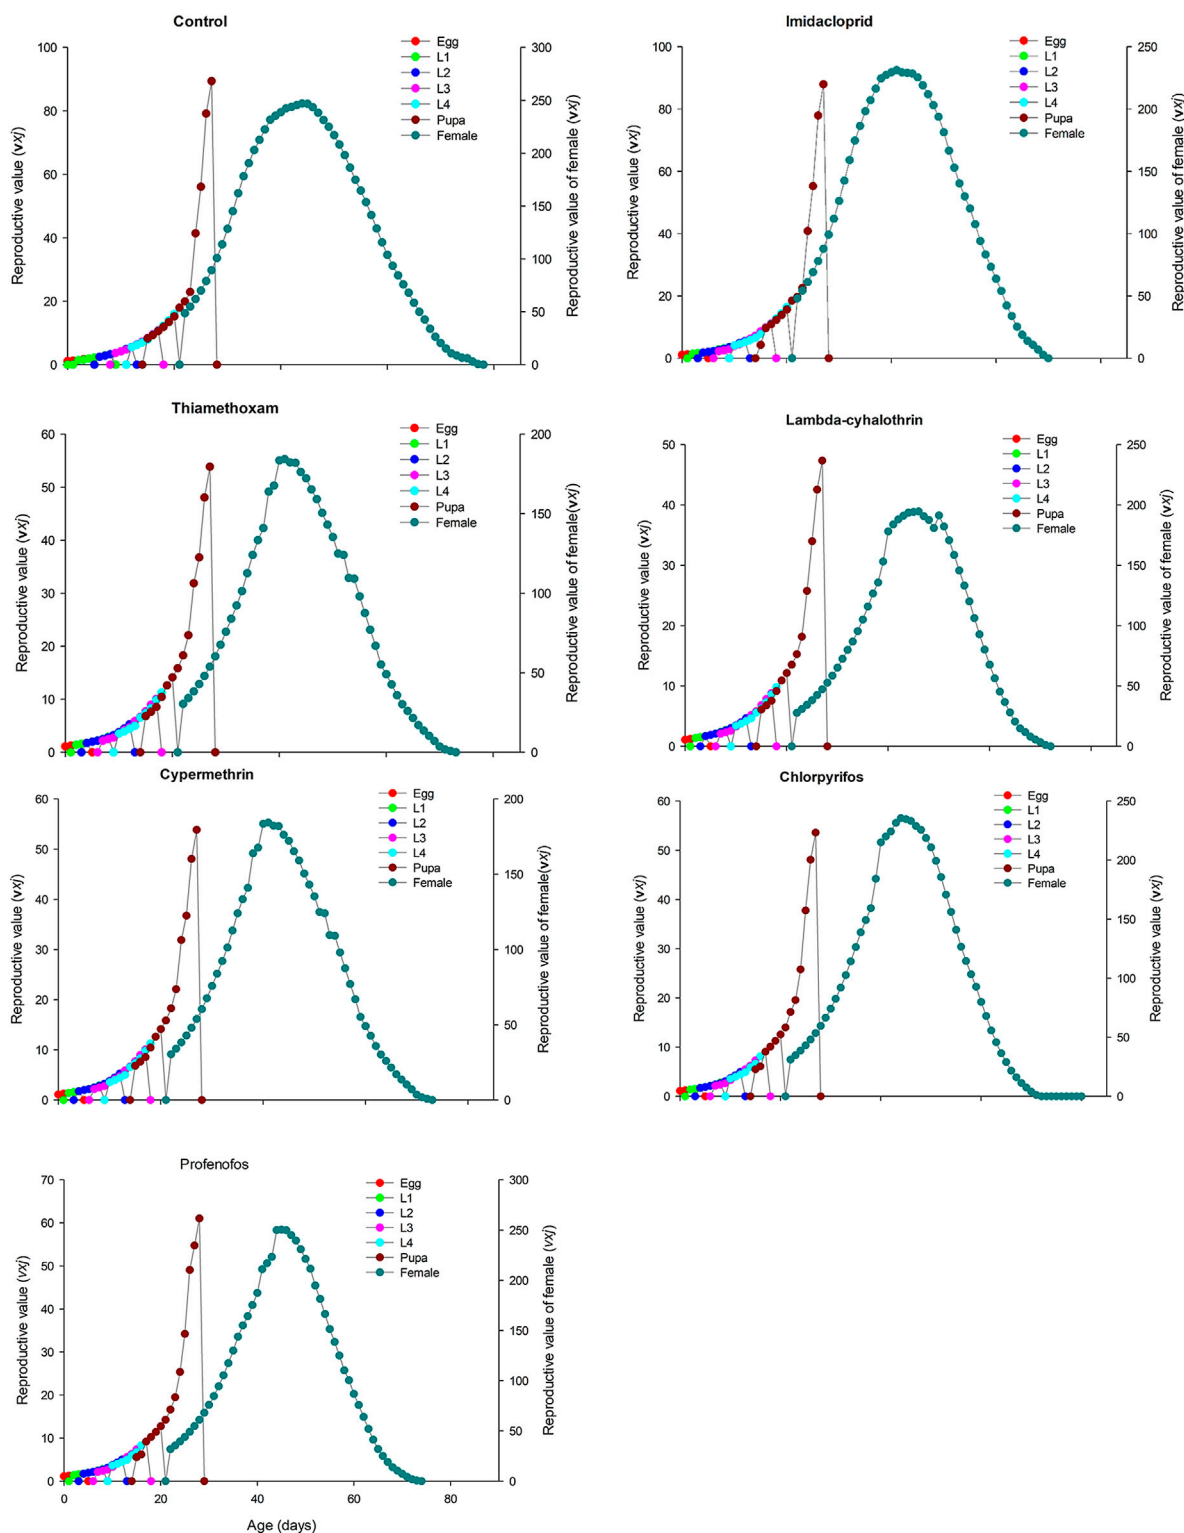 Control
Reproductive value (vxj)
100
80
60
40
20
0
Egg
L1
L2
L3
L4
Pupa
Female
300
250
200
150
100
50
0
Reproductive value of female (vxj)
Imidacloprid
Reproductive value (vxj)
100
80
60
40
20
0
Egg
L1
L2
L3
L4
Pupa
Female
250
200
150
100
50
0
Reproductive value of female (vxj)
Thiamethoxam
Reproductive value (vxj)
60
50
40
30
20
10
0
Egg
L1
L2
L3
L4
Pupa
Female
200
150
100
50
0
Reproductive value of female(vxj)
Lambda-cyhalothrin
Reproductive value (vxj)
50
40
30
20
10
0
Egg
L1
L2
L3
L4
Pupa
Female
250
200
150
100
50
0
Reproductive value of female (vxj)
Cypermethrin
Reproductive value (vxj)
60
50
40
30
20
10
0
Egg
L1
L2
L3
L4
Pupa
Female
200
150
100
50
0
Reproductive value of female(vxj)
Chlorpyrifos
Reproductive value (vxj)
60
50
40
30
20
10
0
Egg
L1
L2
L3
L4
Pupa
Female
250
200
150
100
50
0
Reproductive value of female (vxj)
Profenofos
Reproductive value (vxj)
70
60
50
40
30
20
10
0
Egg
L1
L2
L3
L4
Pupa
Female
300
250
200
150
100
50
0
Reproductive value of female (vxj)
0 20 40 60 80
Age (days)